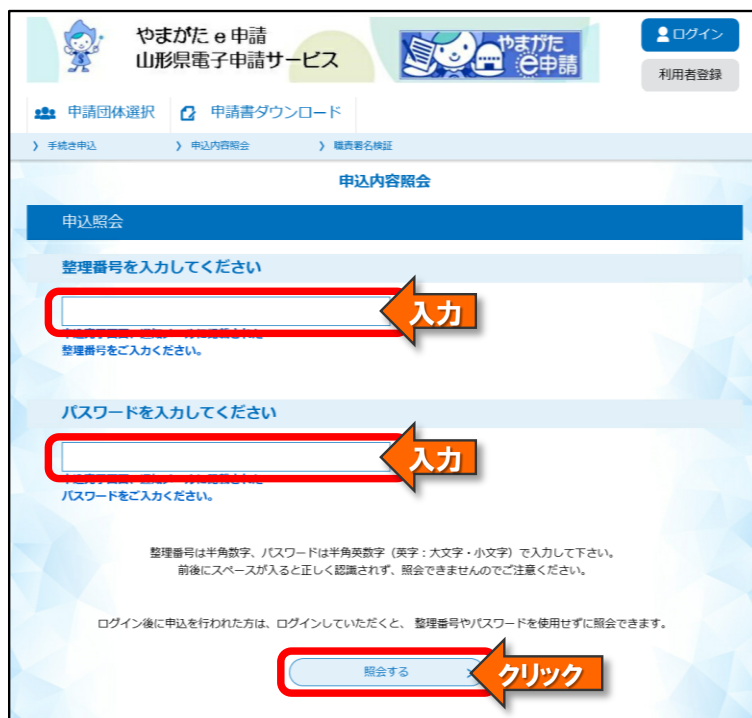 やまがた e 申請
山形県電子申請サービス
やまがた
e申請
ログイン
利用者登録
申請団体選択
申請書ダウンロード
手続き申込
申込内容照会
職責署名検証
申込内容照会
申込照会
整理番号を入力してください
入力
整理番号をご入力ください。
パスワードを入力してください
入力
パスワードをご入力ください。
整理番号は半角数字、パスワードは半角英数字（英字：大文字・小文字）で入力して下さい。
前後にスペースが入ると正しく認識されず、照会できませんのでご注意ください。
ログイン後に申込を行われた方は、ログインしていただくと、 整理番号やパスワードを使用せずに照会できます。
照会する
クリック